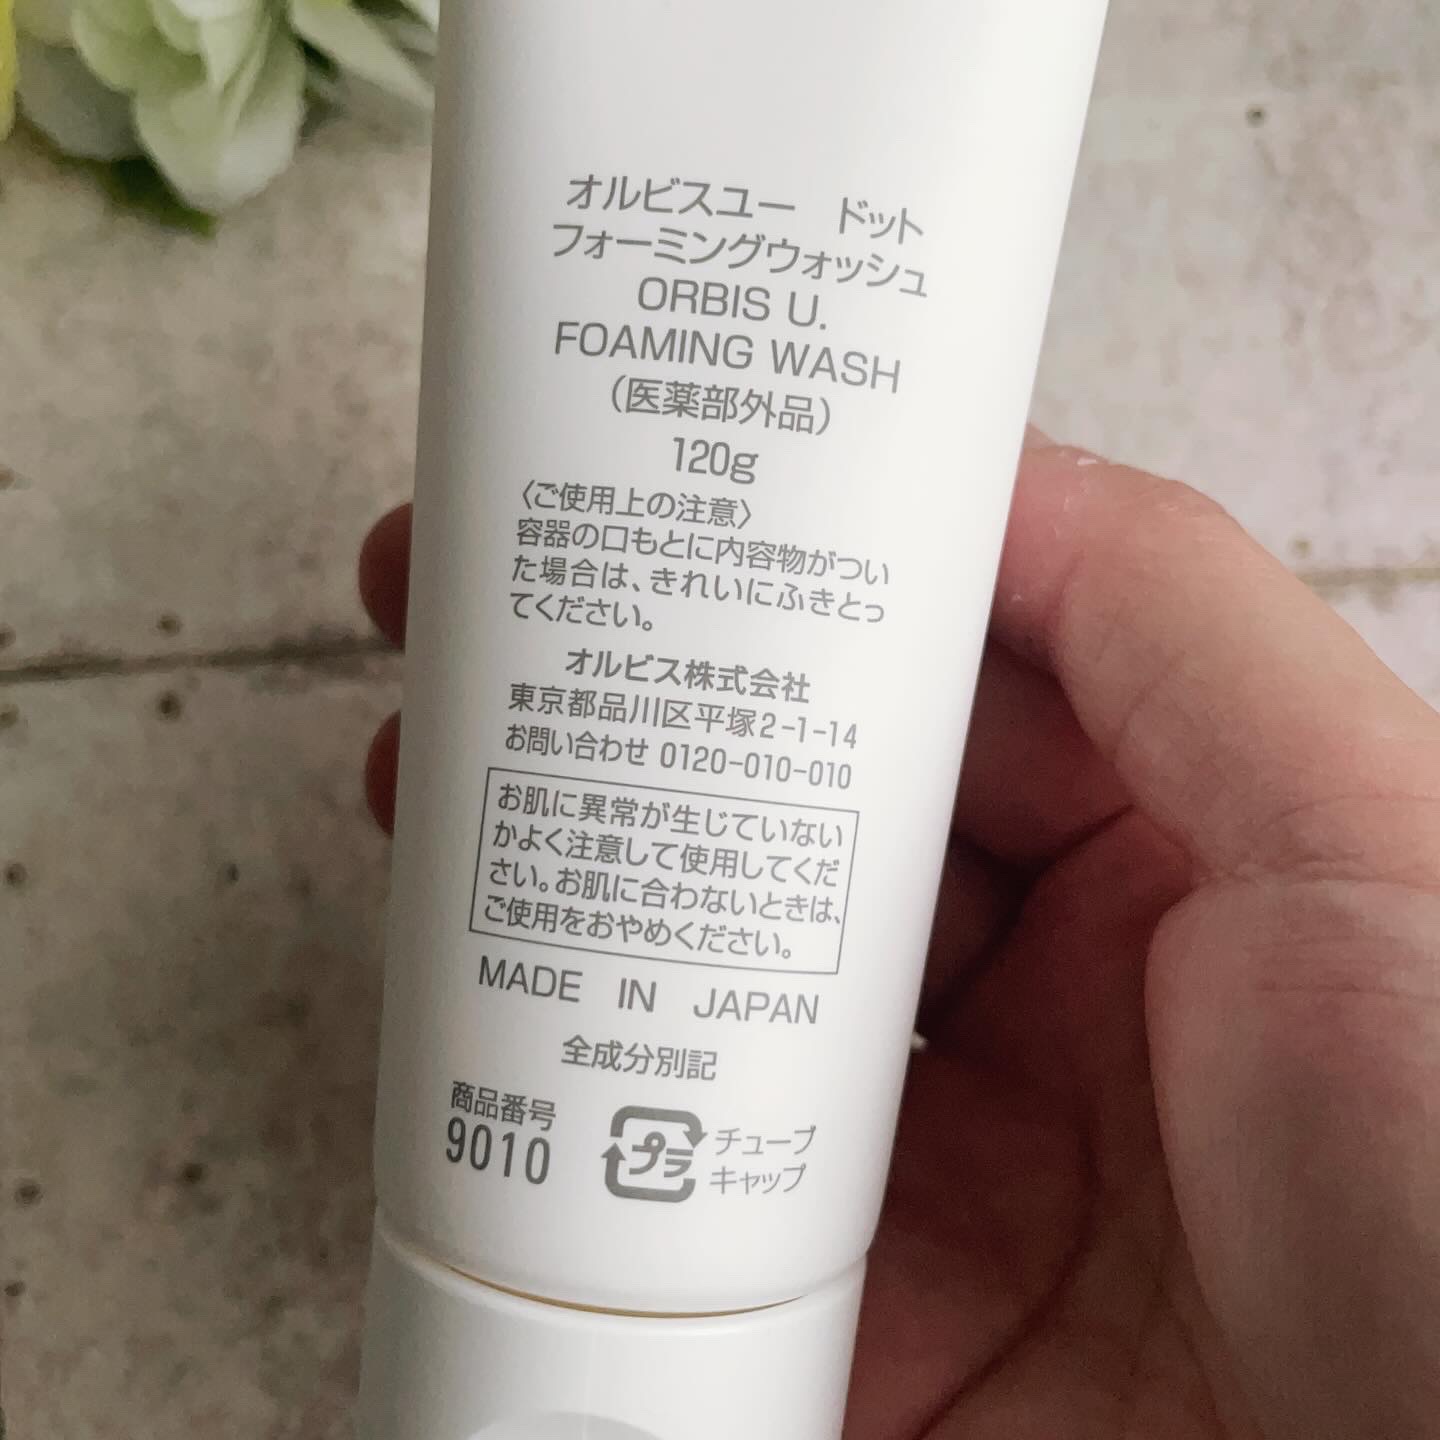 オルビスユー　ドット
フォーミングウォッシュ
ORBIS U.
FOAMING WASH
(医薬部外品)
120g
〈ご使用上の注意〉
容器の口もとに内容物がつい
た場合は、きれいにふきとっ
てください。
オルビス株式会社
東京都品川区平塚2-1-14
お問い合わせ 0120-010-010
お肌に異常が生じていない
かよく注意して使用してくだ
さい。お肌に合わないときは、
ご使用をおやめください。
MADE IN JAPAN
全成分別記
商品番号
9010
プラ
チューブ
キャップ